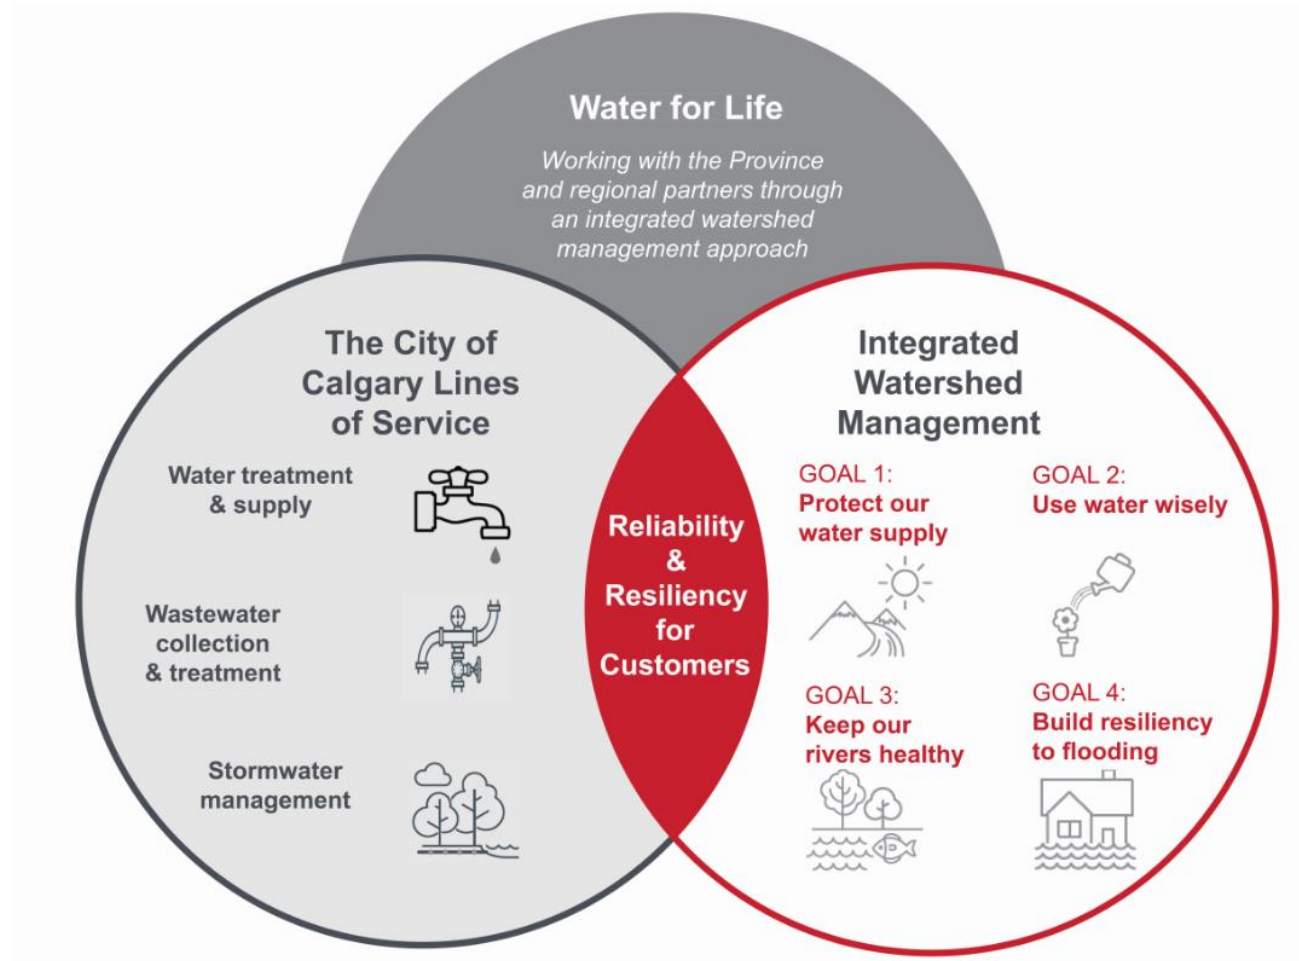 Water for Life
Working with the Province
and regional partners through
an integrated watershed
management approach
The City of
Calgary Lines
of Service
Water treatment
& supply
Wastewater
collection
& treatment
Stormwater
management
Reliability
&
Resiliency
for
Customers
Integrated
Watershed
Management
GOAL 1:
Protect our
water supply
GOAL 2:
Use water wisely
GOAL 3:
Keep our
rivers healthy
GOAL 4:
Build resiliency
to flooding